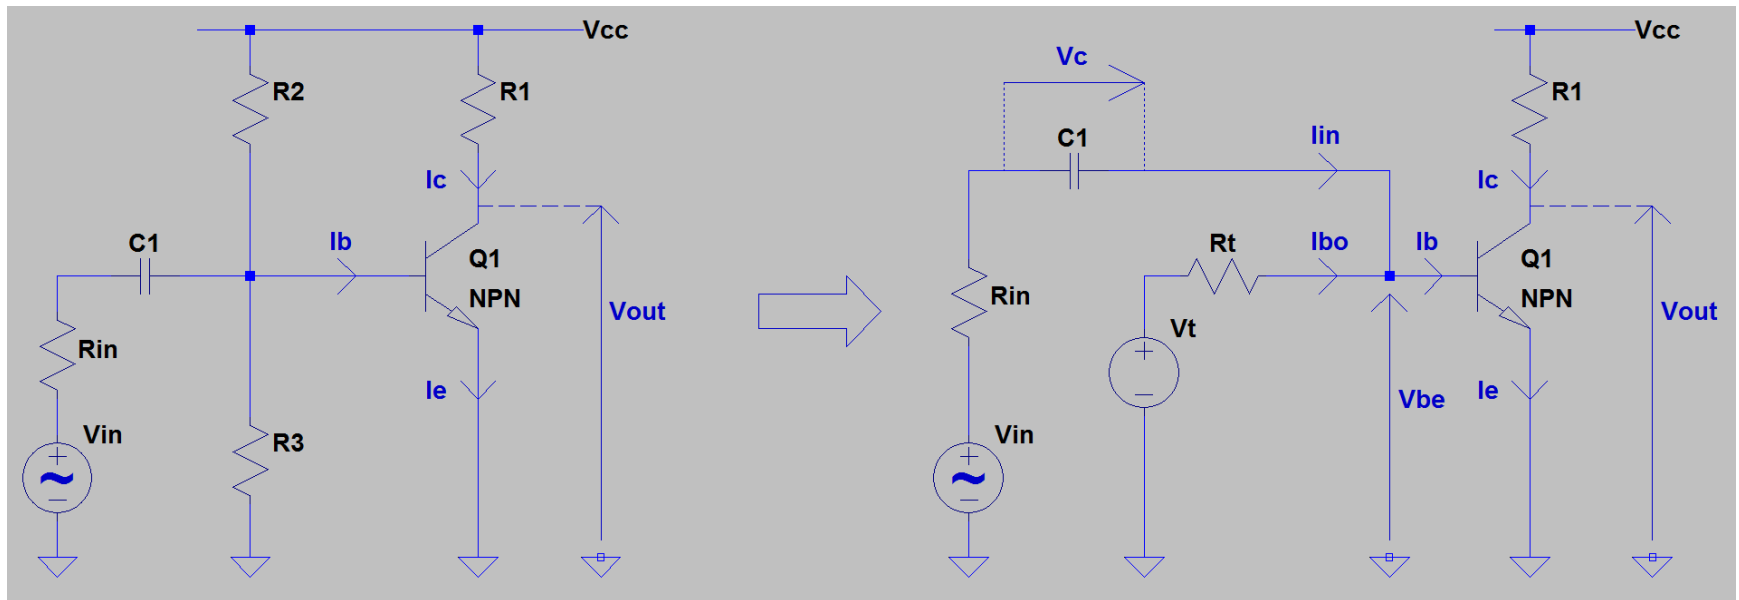 Vcc
R2
R1
Ic
C1
Ib
Q1
NPN
Vout
Rin
Ie
Vin
R3
~
+
−
Vcc
Vc
R1
C1
Iin
Ic
Rt
Ibo
Ib
Q1
NPN
Rin
Vt
+
−
Vout
Vbe
Ie
Vin
+
~
−